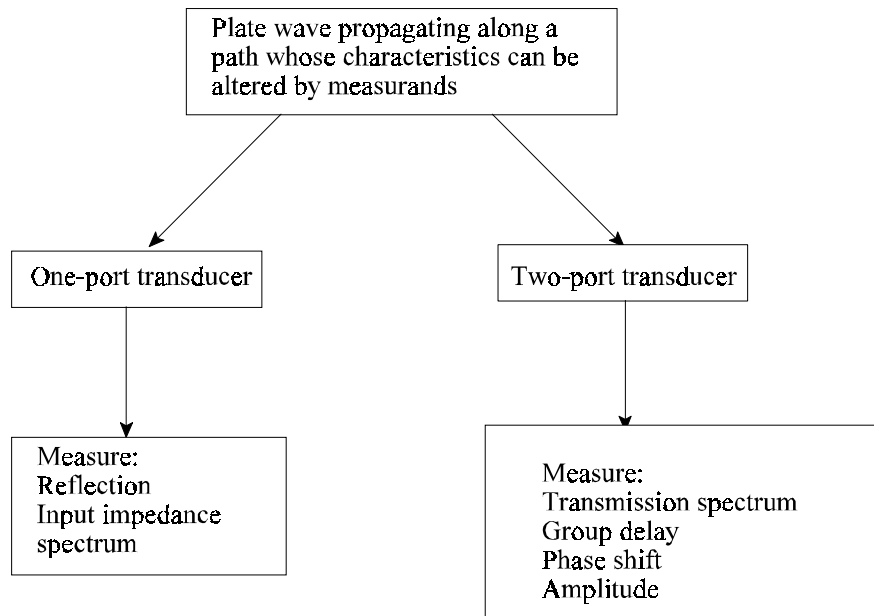 Plate wave propagating along a
path whose characteristics can be
altered by measurands
One-port transducer
Two-port transducer
Measure:
Reflection
Input impedance
spectrum
Measure:
Transmission spectrum
Group delay
Phase shift
Amplitude